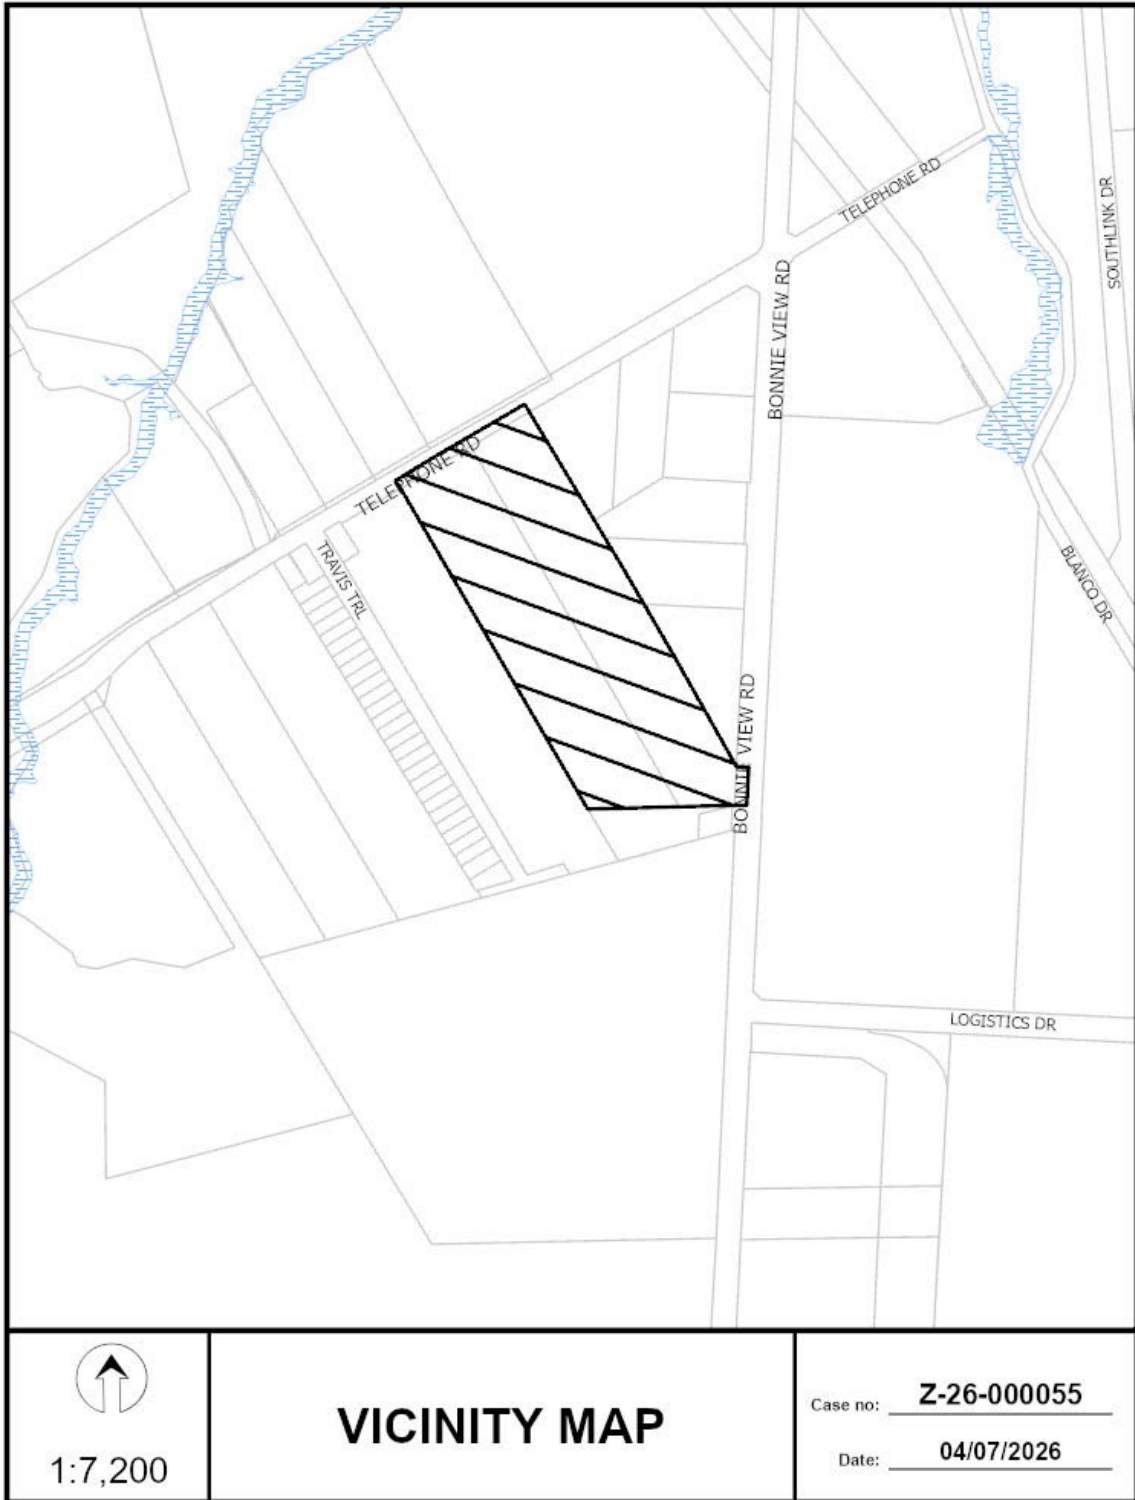 TELEPHONE RD
SOUTHLINK DR
BONNIE VIEW RD
TELEPHONE RD
TRAVIS TRL
BLANCO DR
BONNIE VIEW RD
LOGISTICS DR
1:7,200
VICINITY MAP
Case no: Z-26-000055
Date: 04/07/2026